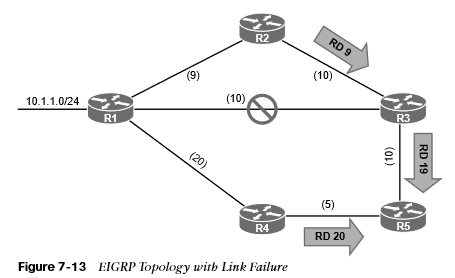 R2
RD 9
(9)
(10)
10.1.1.0/24
(10)
R1
R3
(20)
(10)
RD 19
(5)
R4
RD 20
R5
Figure 7-13 EIGRP Topology with Link Failure